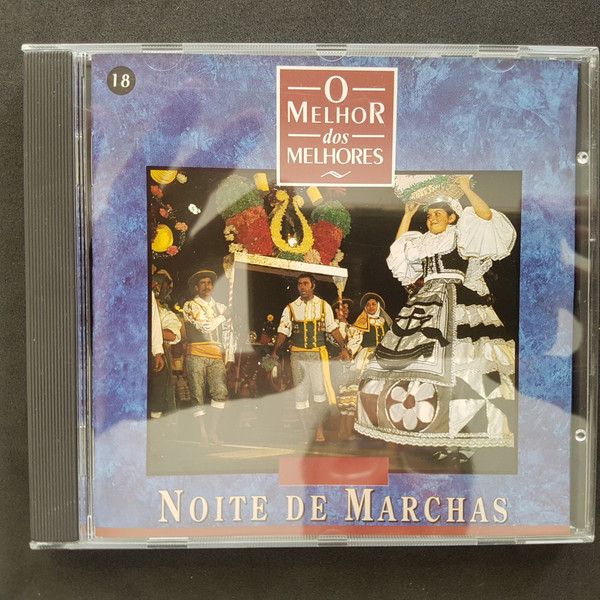 18
O
MELHOR
dos
MELHORES
NOITE DE MARCHAS